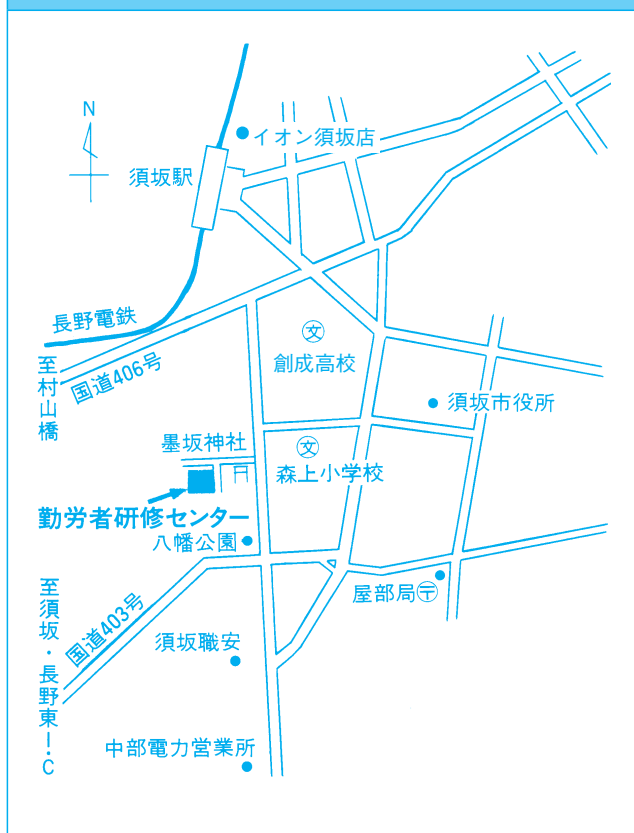 N
イオン須坂店
須坂駅
長野電鉄
国道406号
至村山橋
文
創成高校
須坂市役所
墨坂神社
文
森上小学校
勤労者研修センター
八幡公園
屋部局〒
国道403号
至須坂・長野東I.C
須坂職安
中部電力営業所